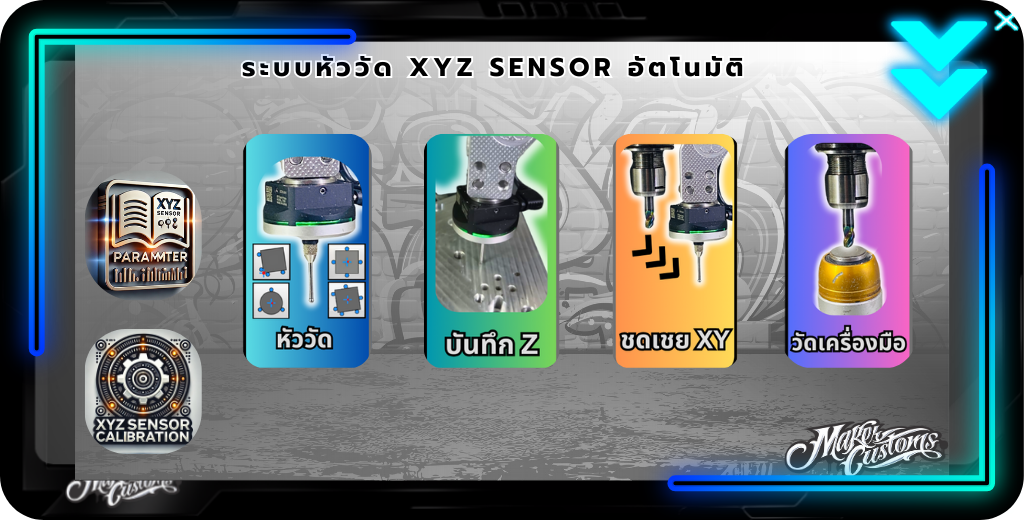 ระบบหัววัด XYZ SENSOR อัตโนมัติ
XYZ
SENSOR
PARAMMTER
หัววัด
บันทึก Z
ชดเชย XY
วัดเครื่องมือ
XYZ SENSOR
CALIBRATION
Maker
Customs
Customs